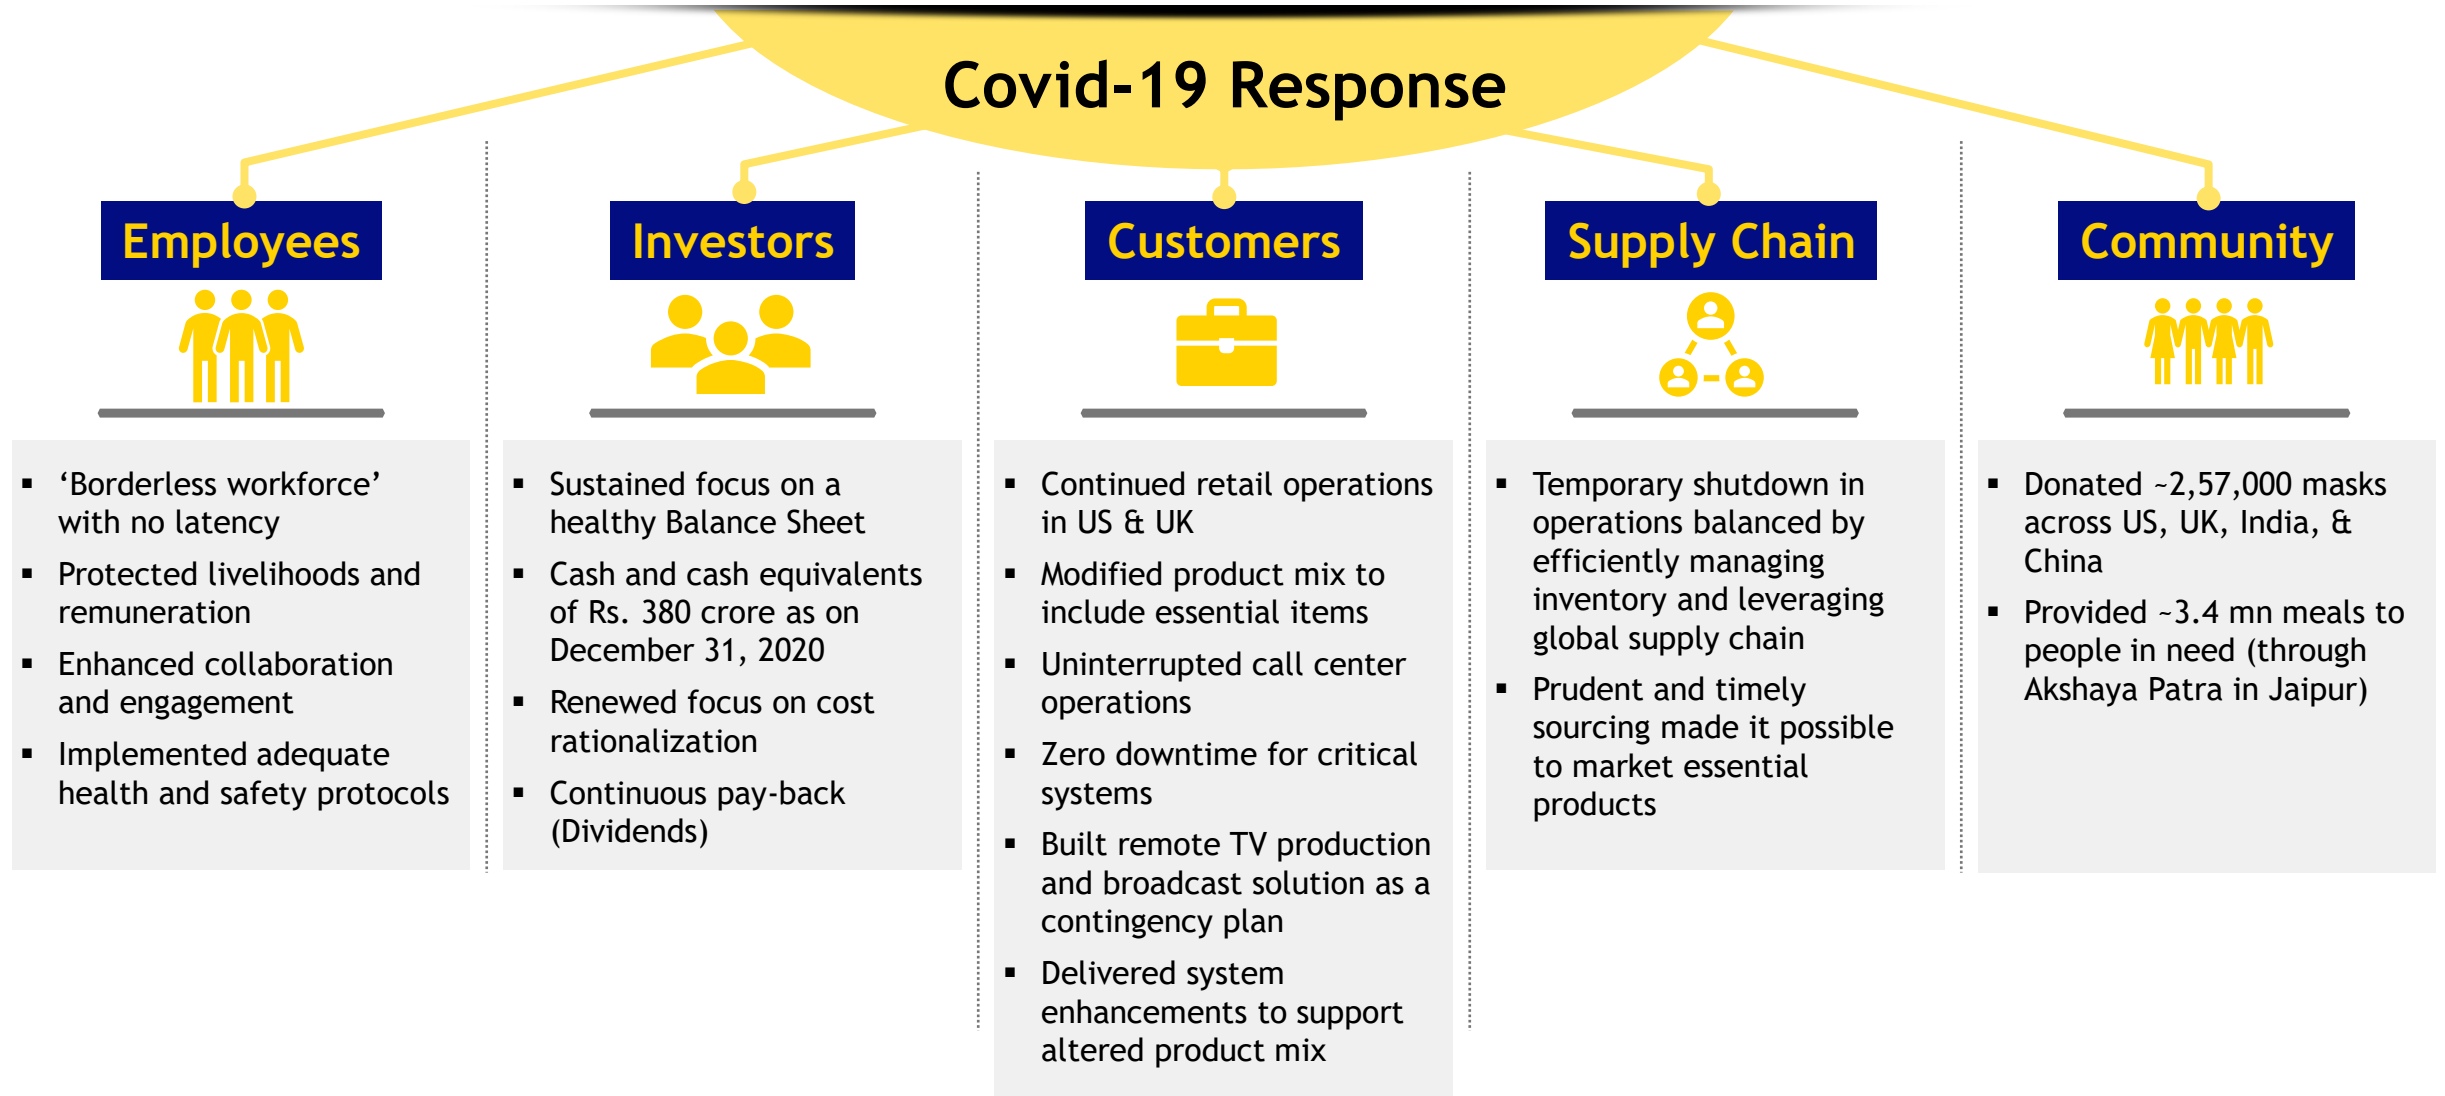 Covid-19 Response
Employees
▪ ‘Borderless workforce’
with no latency
▪ Protected livelihoods and
remuneration
▪ Enhanced collaboration
and engagement
▪ Implemented adequate
health and safety protocols
Investors
▪ Sustained focus on a
healthy Balance Sheet
▪ Cash and cash equivalents
of Rs. 380 crore as on
December 31, 2020
▪ Renewed focus on cost
rationalization
▪ Continuous pay-back
(Dividends)
Customers
▪ Continued retail operations
in US & UK
▪ Modified product mix to
include essential items
▪ Uninterrupted call center
operations
▪ Zero downtime for critical
systems
▪ Built remote TV production
and broadcast solution as a
contingency plan
▪ Delivered system
enhancements to support
altered product mix
Supply Chain
▪ Temporary shutdown in
operations balanced by
efficiently managing
inventory and leveraging
global supply chain
▪ Prudent and timely
sourcing made it possible
to market essential
products
Community
▪ Donated ~2,57,000 masks
across US, UK, India, &
China
▪ Provided ~3.4 mn meals to
people in need (through
Akshaya Patra in Jaipur)